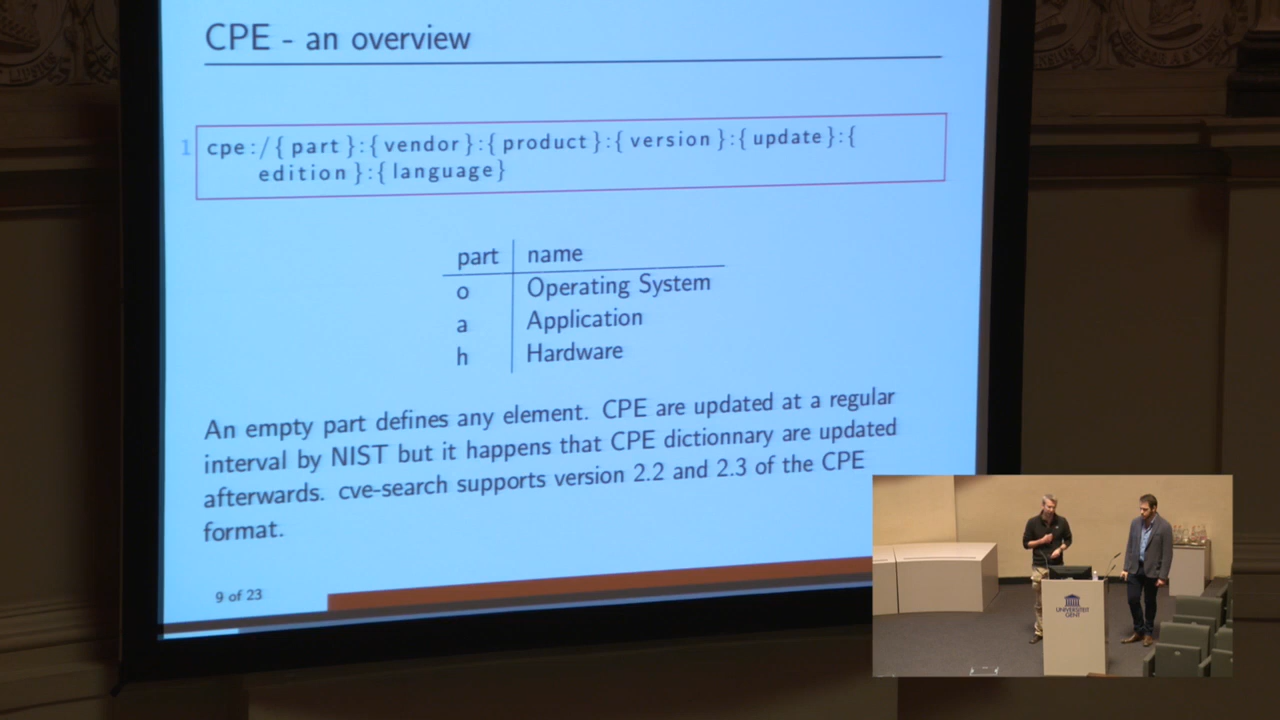 CPE - an overview
1 cpe:/{part}:{vendor}:{product}:{version}:{update}:{
edition}:{language}
part name
o Operating System
a Application
h Hardware
An empty part defines any element. CPE are updated at a regular
interval by NIST but it happens that CPE dictionnary are updated
afterwards. cve-search supports version 2.2 and 2.3 of the CPE
format.
9 of 23
UNIVERSITEIT
GENT